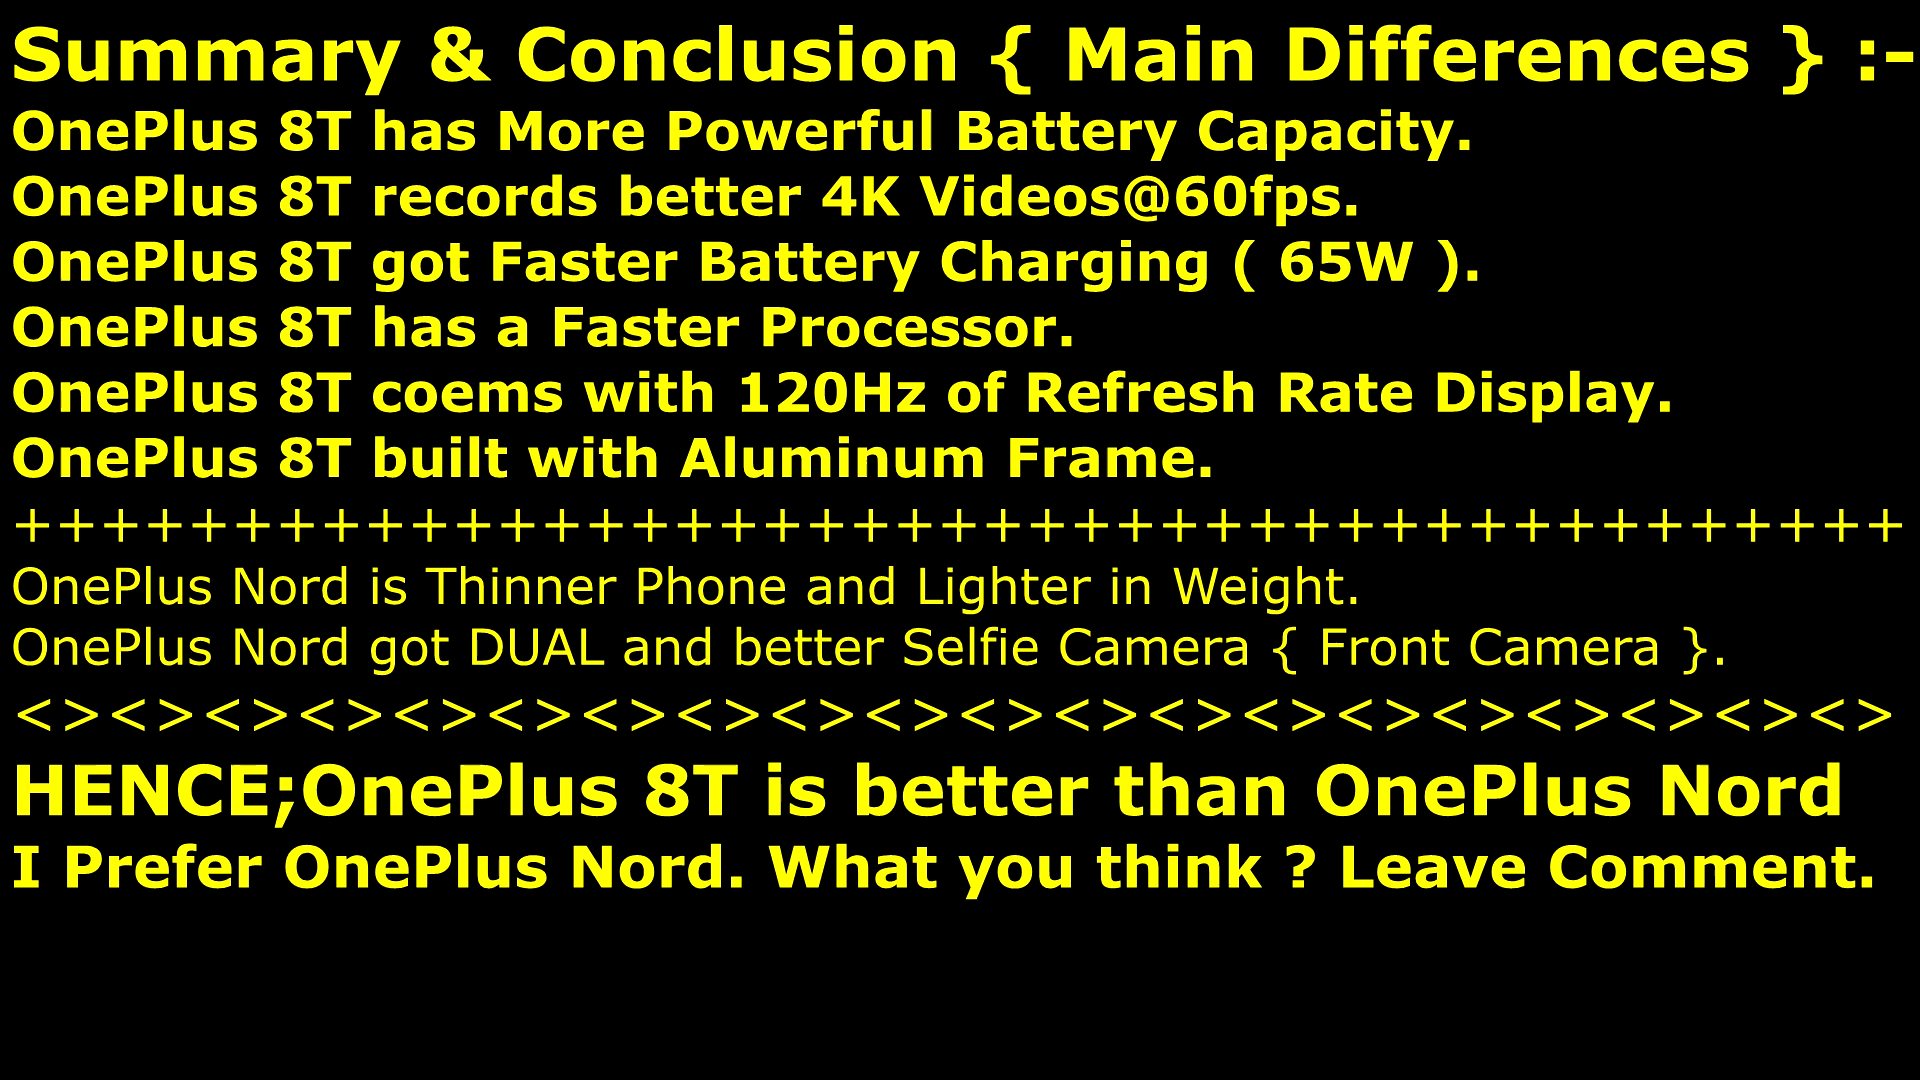 Summary & Conclusion { Main Differences } :-
OnePlus 8T has More Powerful Battery Capacity.
OnePlus 8T records better 4K Videos@60fps.
OnePlus 8T got Faster Battery Charging ( 65W ).
OnePlus 8T has a Faster Processor.
OnePlus 8T coems with 120Hz of Refresh Rate Display.
OnePlus 8T built with Aluminum Frame.
+++++++++++++++++++++++++++++++++++++++++++
OnePlus Nord is Thinner Phone and Lighter in Weight.
OnePlus Nord got DUAL and better Selfie Camera { Front Camera }.
<><><><><><><><><><><><><><><><><><><><>
HENCE;OnePlus 8T is better than OnePlus Nord
I Prefer OnePlus Nord. What you think ? Leave Comment.